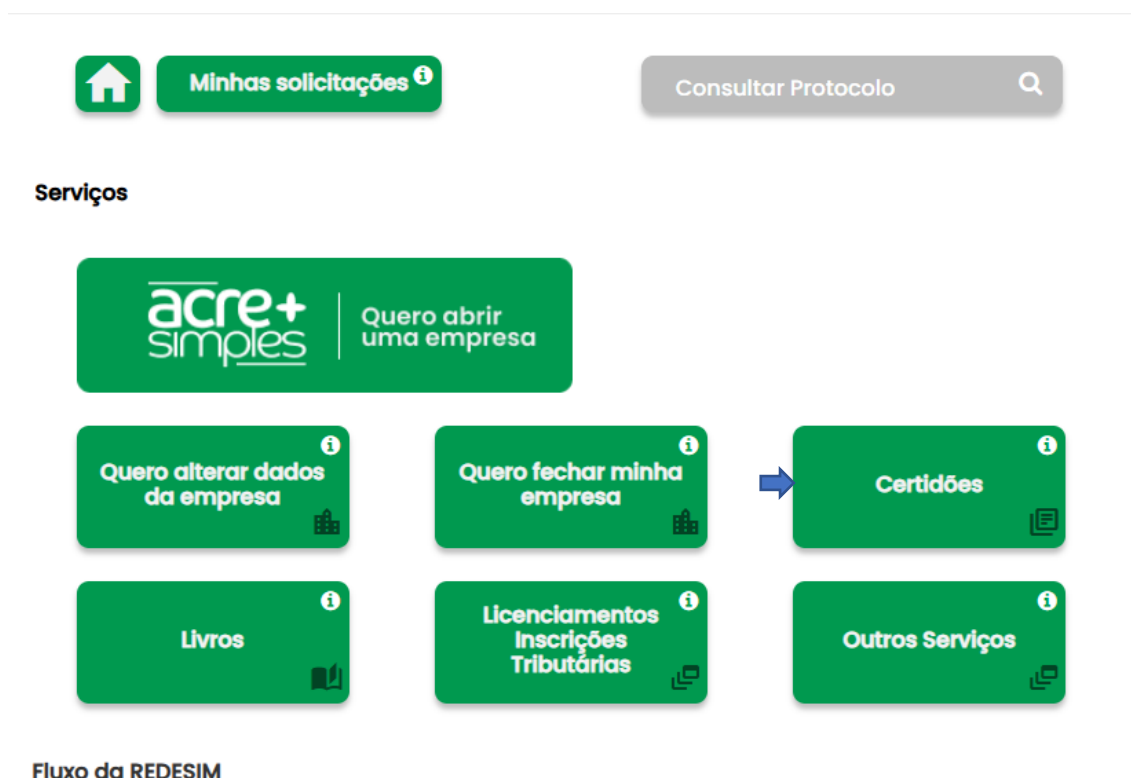 Minhas solicitações
Consultar Protocolo
Serviços
acre+
simples
Quero abrir
uma empresa
Quero alterar dados
da empresa
Quero fechar minha
empresa
Certidões
Livros
Licenciamentos
Inscrições
Tributárias
Outros Serviços
Fluxo da REDESIM